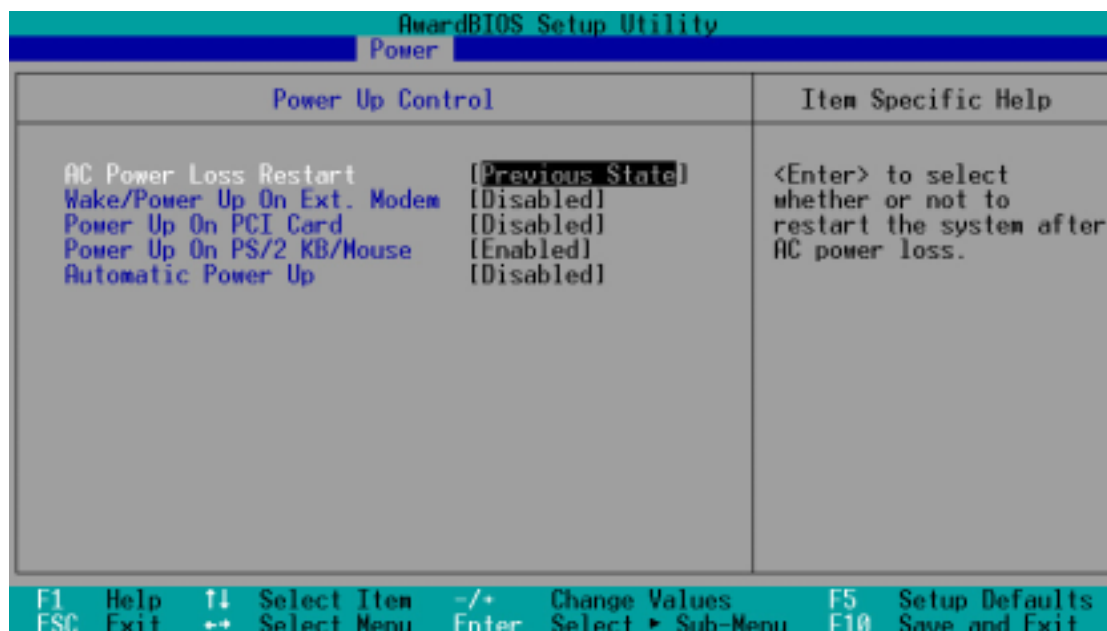 AwardBIOS Setup Utility
Power
Power Up Control
AC Power Loss Restart [Previous State]
Wake/Power Up On Ext. Modem [Disabled]
Power Up On PCI Card [Disabled]
Power Up On PS/2 KB/Mouse [Enabled]
Automatic Power Up [Disabled]
Item Specific Help
<Enter> to select
whether or not to
restart the system after
AC power loss.
F1 Help ↑↓ Select Item -/+ Change Values F5 Setup Defaults
ESC Exit ←→ Select Menu Enter Select ► Sub-Menu F10 Save and Exit